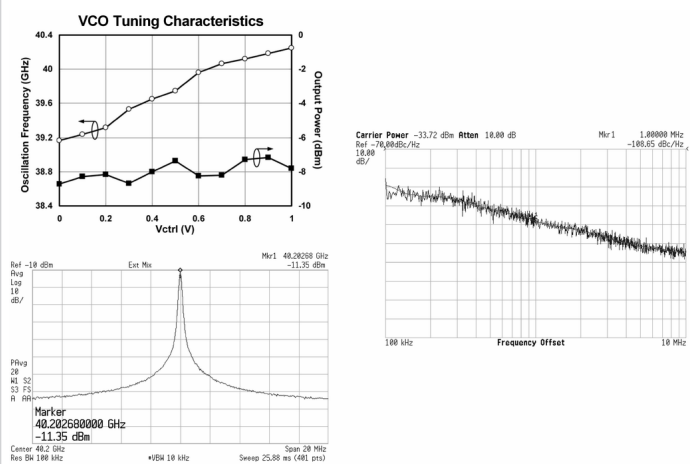 VCO Tuning Characteristics
Oscillation Frequency (GHz)
40.4
40
39.6
39.2
38.8
38.4
0
-2
-4
-6
-8
-10
Output Power (dBm)
0 0.2 0.4 0.6 0.8 1
Vctrl (V)
Carrier Power -33.72 dBm Atten 10.00 dB Mkr1 1.00000 MHz
Ref -70.00dBc/Hz -108.65 dBc/Hz
10.00
dB/
100 kHz Frequency Offset 10 MHz
Mkr1 40.20268 GHz
Ref -10 dBm Ext Mix -11.35 dBm
Avg
Log
10
dB/
PAvg
20
W1 S2
S3 FS
A AA
Marker
40.202680000 GHz
-11.35 dBm
Center 40.2 GHz Span 20 MHz
Res BW 100 kHz #VBW 10 kHz Sweep 25.88 ms (401 pts)